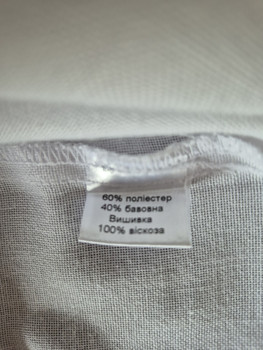 60% поліестер
40% бавовна
Вишивка
100% віскоза